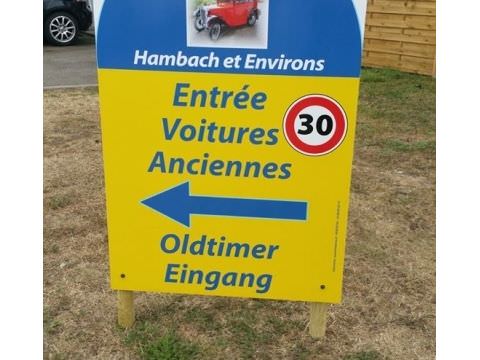 Hambach et Environs
Entrée
Voitures
30
Anciennes
Oldtimer
Eingang